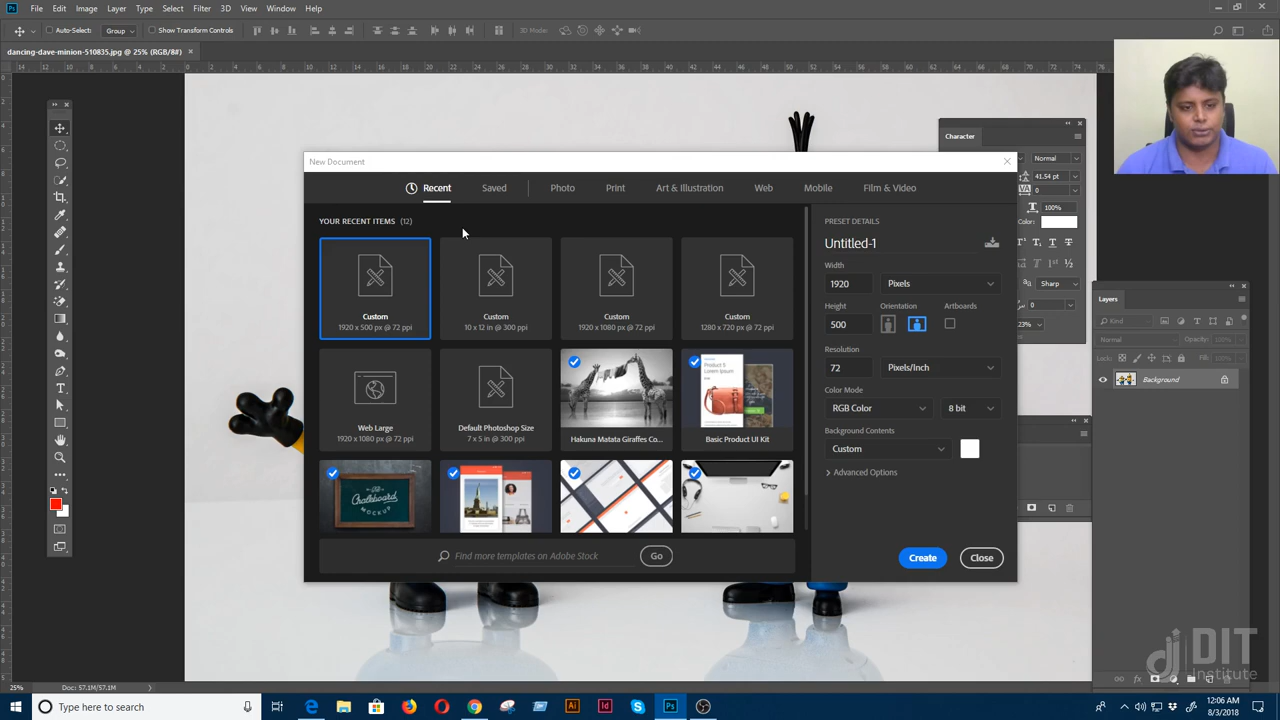 File Edit Image Layer Type Select Filter 3D View Window Help
Auto-Select: Group Show Transform Controls 3D Mode:
dancing-dave-minion-510835.jpg @ 25% (RGB/8#)
Character
Normal
41.54 pt
0
100%
Color:
Sharp
0
23%
New Document
Recent Saved Photo Print Art & Illustration Web Mobile Film & Video
YOUR RECENT ITEMS (12)
Custom
1920 x 500 px @ 72 ppi
Custom
10 x 12 in @ 300 ppi
Custom
1920 x 1080 px @ 72 ppi
Custom
1280 x 720 px @ 72 ppi
Web Large
1920 x 1080 px @ 72 ppi
Default Photoshop Size
7 x 5 in @ 300 ppi
Hakuna Matata Giraffes Co...
Basic Product UI Kit
Chalkboard
MOCKUP
Find more templates on Adobe Stock
Go
PRESET DETAILS
Untitled-1
Width
1920 Pixels
Height Orientation Artboards
500
Resolution
72 Pixels/Inch
Color Mode
RGB Color 8 bit
Background Contents
Custom
Advanced Options
Create Close
Layers
Kind
Normal Opacity: 100%
Lock: Fill: 100%
Background
25% Doc: 57.1M/57.1M
DIT
Institute
Type here to search
12:06 AM
8/3/2018